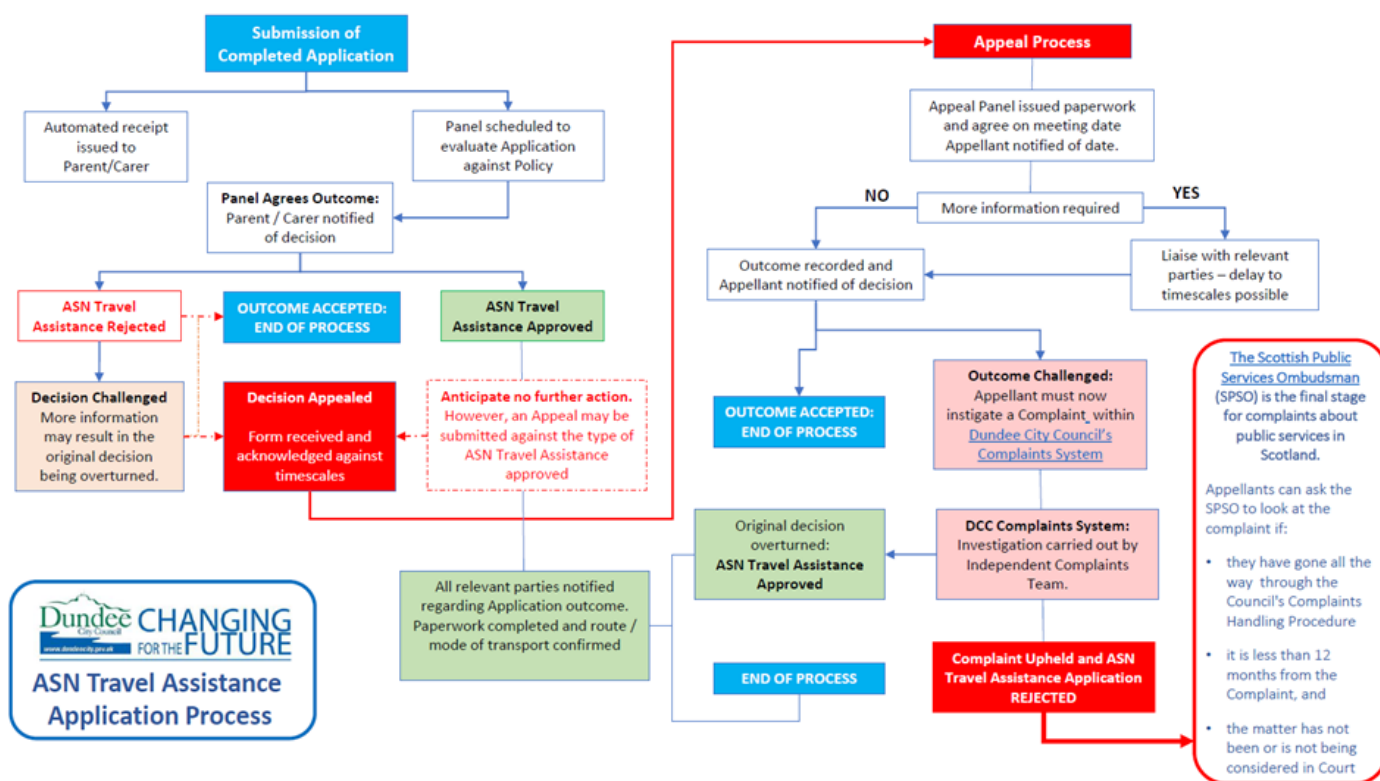 Submission of
Completed Application
Automated receipt
issued to
Parent/Carer
Panel scheduled to
evaluate Application
against Policy
Panel Agrees Outcome:
Parent / Carer notified
of decision
ASN Travel
Assistance Rejected
OUTCOME ACCEPTED:
END OF PROCESS
ASN Travel
Assistance Approved
Decision Challenged
More information
may result in the
original decision
being overturned.
Decision Appealed
Form received and
acknowledged against
timescales
Anticipate no further action.
However, an Appeal may be
submitted against the type of
ASN Travel Assistance
approved
All relevant parties notified
regarding Application outcome.
Paperwork completed and route /
mode of transport confirmed
Dundee
City Council
www.dundeecity.gov.uk
CHANGING
FOR THE FUTURE
ASN Travel Assistance
Application Process
Appeal Process
Appeal Panel issued paperwork
and agree on meeting date
Appellant notified of date.
NO
More information required
YES
Outcome recorded and
Appellant notified of decision
Liaise with relevant
parties – delay to
timescales possible
OUTCOME ACCEPTED:
END OF PROCESS
Outcome Challenged:
Appellant must now
instigate a Complaint within
Dundee City Council's
Complaints System
Original decision
overturned:
ASN Travel Assistance
Approved
DCC Complaints System:
Investigation carried out by
Independent Complaints
Team.
END OF PROCESS
Complaint Upheld and ASN
Travel Assistance Application
REJECTED
The Scottish Public
Services Ombudsman
(SPSO) is the final stage
for complaints about
public services in
Scotland.
Appellants can ask the
SPSO to look at the
complaint if:
• they have gone all the
way through the
Council's Complaints
Handling Procedure
• it is less than 12
months from the
Complaint, and
• the matter has not
been or is not being
considered in Court